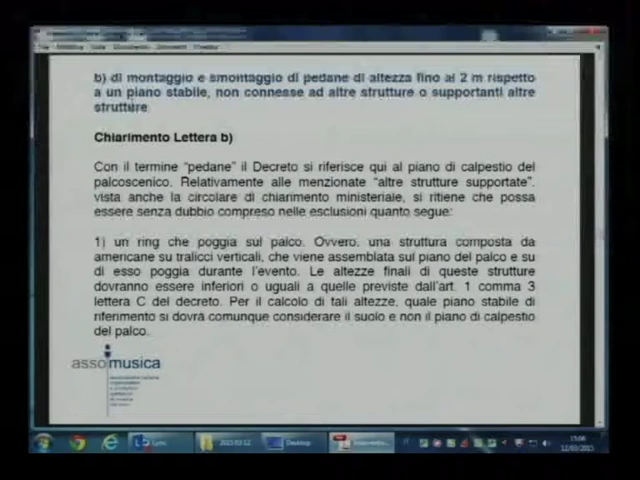 b) di montaggio e smontaggio di pedane di altezza fino ai 2 m rispetto
a un piano stabile, non connesse ad altre strutture o supportanti altre
strutture.
Chiarimento Lettera b)
Con il termine "pedane" il Decreto si riferisce qui al piano di calpestio del
palcoscenico. Relativamente alle menzionate "altre strutture supportate",
vista anche la circolare di chiarimento ministeriale, si ritiene che possa
essere senza dubbio compreso nelle esclusioni quanto segue:
1) un ring che poggia sul palco. Ovvero, una struttura composta da
americane su tralicci verticali, che viene assemblata sul piano del palco e su
di esso poggia durante l'evento. Le altezze finali di queste strutture
dovranno essere inferiori o uguali a quelle previste dall'art. 1 comma 3
lettera C del decreto. Per il calcolo di tali altezze, quale piano stabile di
riferimento si dovrà comunque considerare il suolo e non il piano di calpestio
del palco.
assomusica
Desktop
15:06
12/03/2015